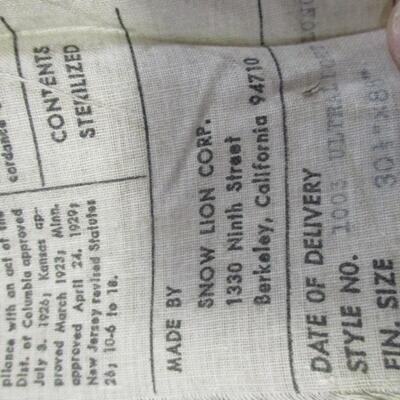 cordance
CONTENTS
STERILIZED
pliance with an act of the
Dist. of Columbia approved
July 3, 1926; Kansas ap-
proved March 1923; Minn.
approved April 24, 1929;
New Jersey revised Statutes
26; 10-6 to 18.
MADE BY
SNOW LION CORP.
1330 Ninth Street
Berkeley, California 94710
DATE OF DELIVERY
STYLE NO. 1003
FIN. SIZE